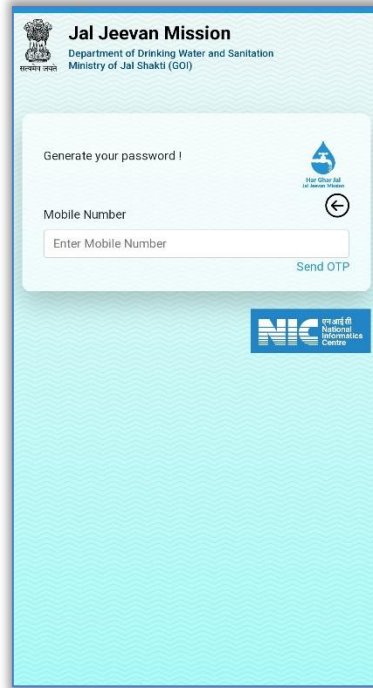 Jal Jeevan Mission
Department of Drinking Water and Sanitation
Ministry of Jal Shakti (GOI)
सत्यमेव जयते
Generate your password !
Har Ghar Jal
Jal Jeevan Mission
Mobile Number
Enter Mobile Number
Send OTP
NIC
एन आई सी
National
Informatics
Centre